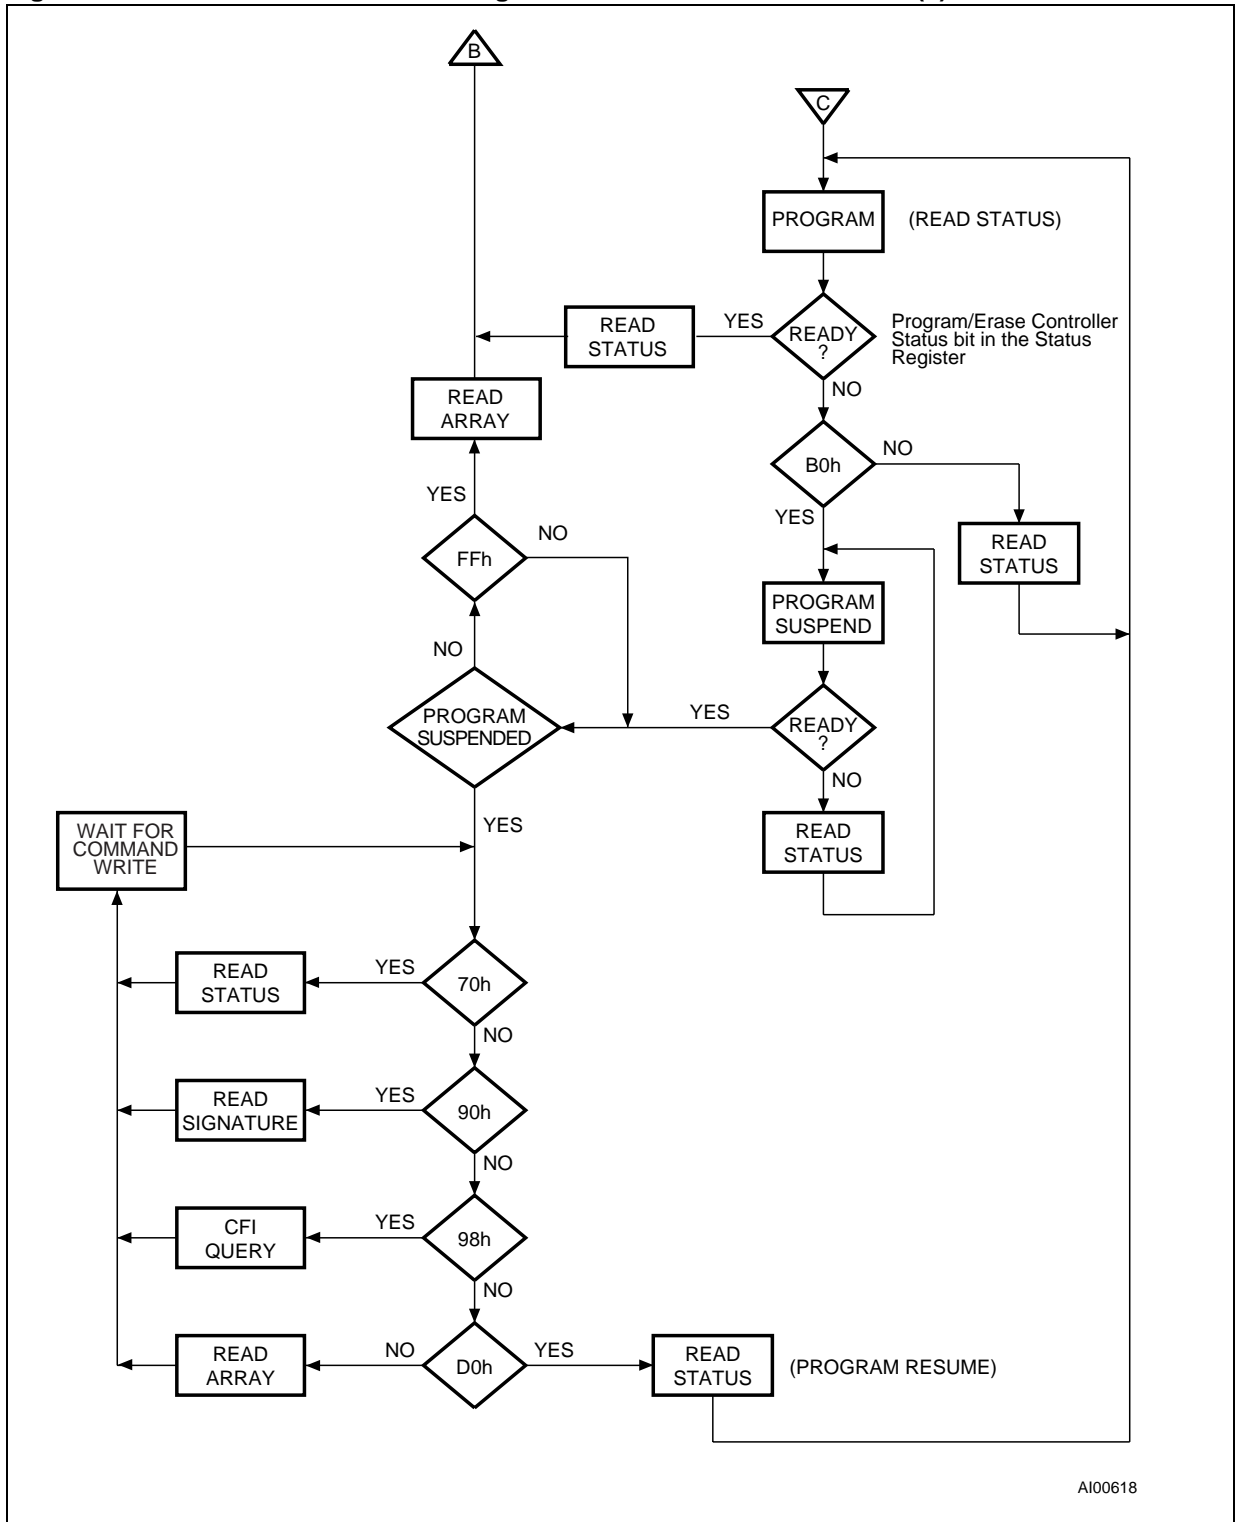 B
C
PROGRAM
(READ STATUS)
READ
STATUS
YES
READY
?
Program/Erase Controller
Status bit in the Status
Register
NO
READ
ARRAY
B0h
NO
YES
YES
FFh
NO
READ
STATUS
PROGRAM
SUSPEND
NO
PROGRAM
SUSPENDED
YES
READY
?
NO
YES
WAIT FOR
COMMAND
WRITE
READ
STATUS
READ
STATUS
YES
70h
NO
READ
SIGNATURE
YES
90h
NO
CFI
QUERY
YES
98h
NO
READ
ARRAY
NO
D0h
YES
READ
STATUS
(PROGRAM RESUME)
AI00618